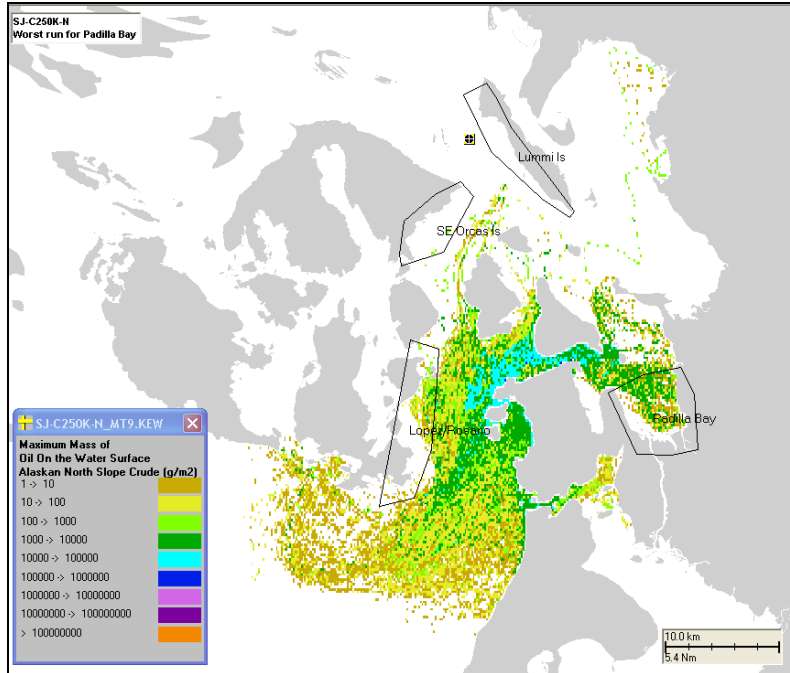 SJ-C250K-N
Worst run for Padilla Bay
Lummi Is
SE Orcas Is
Lopez/Rosario
Padilla Bay
SJ-C250K-N_MT9.KEW
Maximum Mass of
Oil On the Water Surface
Alaskan North Slope Crude (g/m2)
1 -> 10
10 -> 100
100 -> 1000
1000 -> 10000
10000 -> 100000
100000 -> 1000000
1000000 -> 10000000
10000000 -> 100000000
> 100000000
10.0 km
5.4 Nm